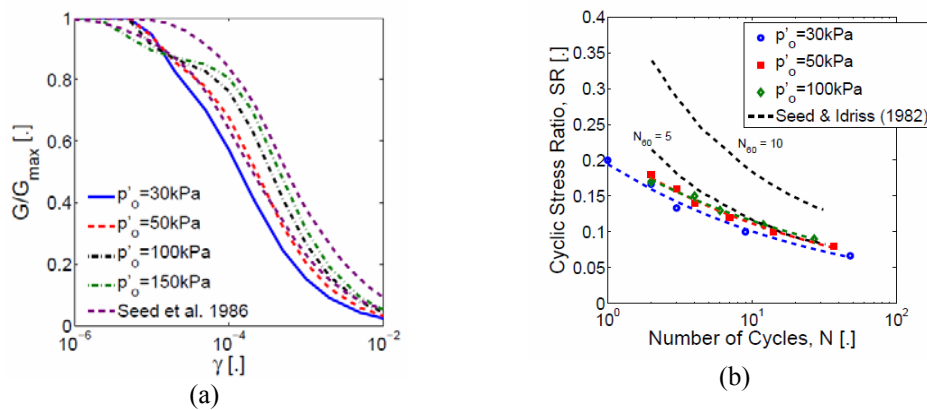 1
0.8
0.6
0.4
0.2
0
G/Gmax [.]
p'o=30kPa
p'o=50kPa
p'o=100kPa
p'o=150kPa
Seed et al. 1986
10−6
10−4
10−2
γ [.]
(a)
0.4
0.35
0.3
0.25
0.2
0.15
0.1
0.05
0
Cyclic Stress Ratio, SR [.]
p'o=30kPa
p'o=50kPa
p'o=100kPa
Seed & Idriss (1982)
N60 = 5
N60 = 10
100
101
102
Number of Cycles, N [.]
(b)